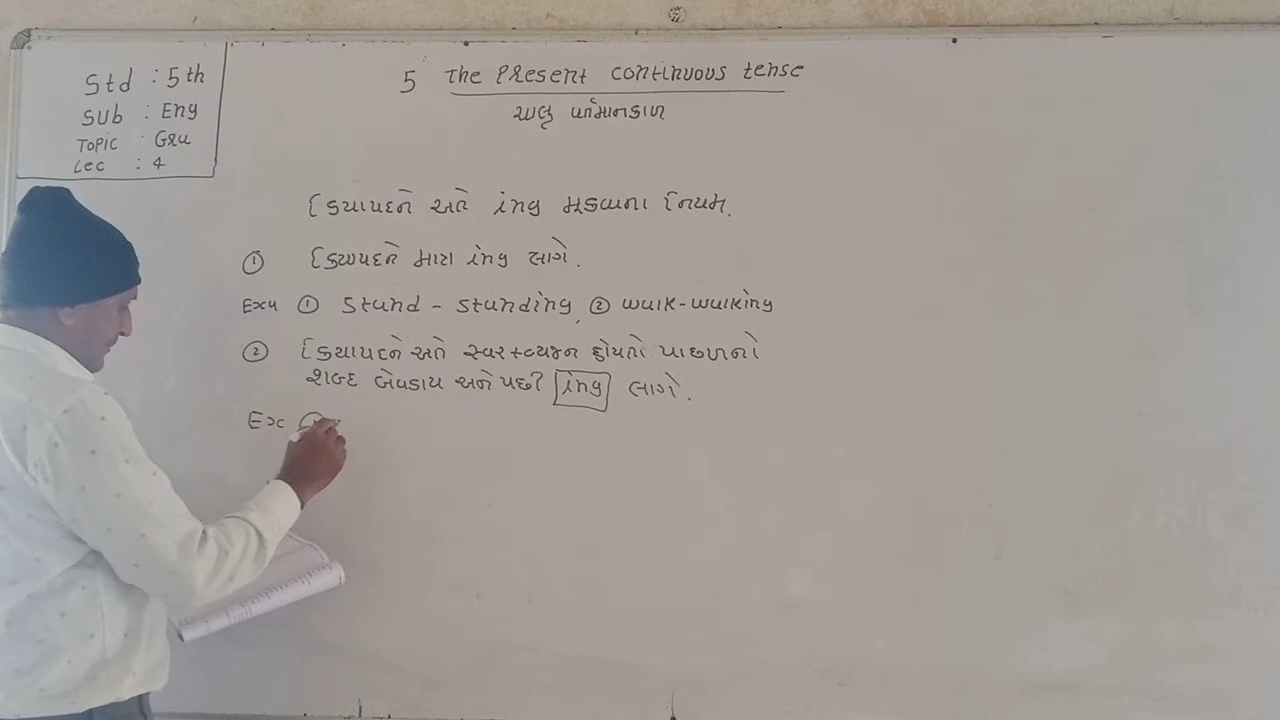 Std : 5th
Sub : Eng
Topic : Gra
Lec : 4
5 The Present continuous tense
ચાલુ વર્તમાનકાળ
ક્રિયાપદને અંતે ing મૂકવાના નિયમ.
① ક્રિયાપદને માત્ર ing લાગે.
Exa ① Stand - Standing, ② walk - walking
② ક્રિયાપદને અંતે સ્વર + વ્યંજન હોયતો પાછળનો
શબ્દ બેવડાય અને પછી ing લાગે.
Ex ①